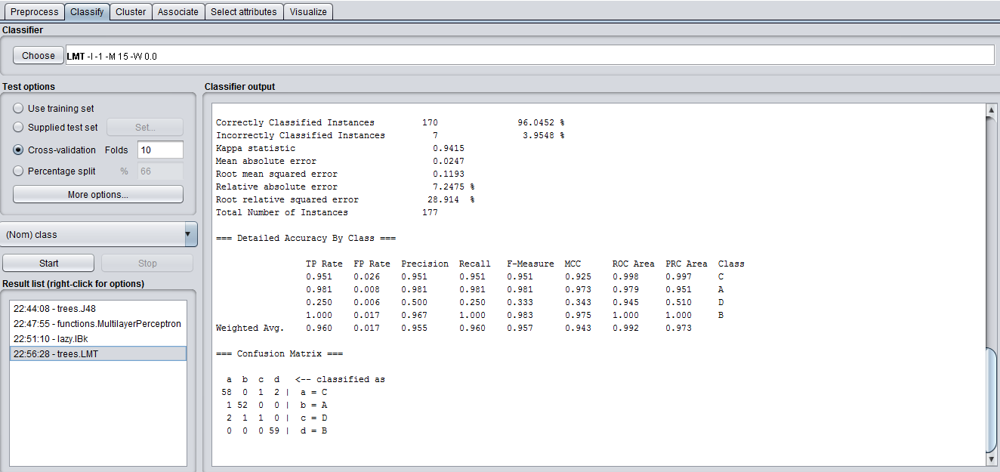 Preprocess Classify Cluster Associate Select attributes Visualize
Classifier
Choose LMT -I -1 -M 15 -W 0.0
Test options
Use training set
Supplied test set Set...
Cross-validation Folds 10
Percentage split % 66
More options...
(Nom) class
Start Stop
Result list (right-click for options)
22:44:08 - trees.J48
22:47:55 - functions.MultilayerPerceptron
22:51:10 - lazy.IBk
22:56:28 - trees.LMT
Classifier output
Correctly Classified Instances 170 96.0452 %
Incorrectly Classified Instances 7 3.9548 %
Kappa statistic 0.9415
Mean absolute error 0.0247
Root mean squared error 0.1193
Relative absolute error 7.2475 %
Root relative squared error 28.914 %
Total Number of Instances 177
=== Detailed Accuracy By Class ===
TP Rate FP Rate Precision Recall F-Measure MCC ROC Area PRC Area Class
0.951 0.026 0.951 0.951 0.951 0.925 0.998 0.997 C
0.981 0.008 0.981 0.981 0.981 0.973 0.979 0.951 A
0.250 0.006 0.500 0.250 0.333 0.343 0.945 0.510 D
1.000 0.017 0.967 1.000 0.983 0.975 1.000 1.000 B
Weighted Avg. 0.960 0.017 0.955 0.960 0.957 0.943 0.992 0.973
=== Confusion Matrix ===
a b c d <-- classified as
58 0 1 2 | a = C
1 52 0 0 | b = A
2 1 1 0 | c = D
0 0 0 59 | d = B